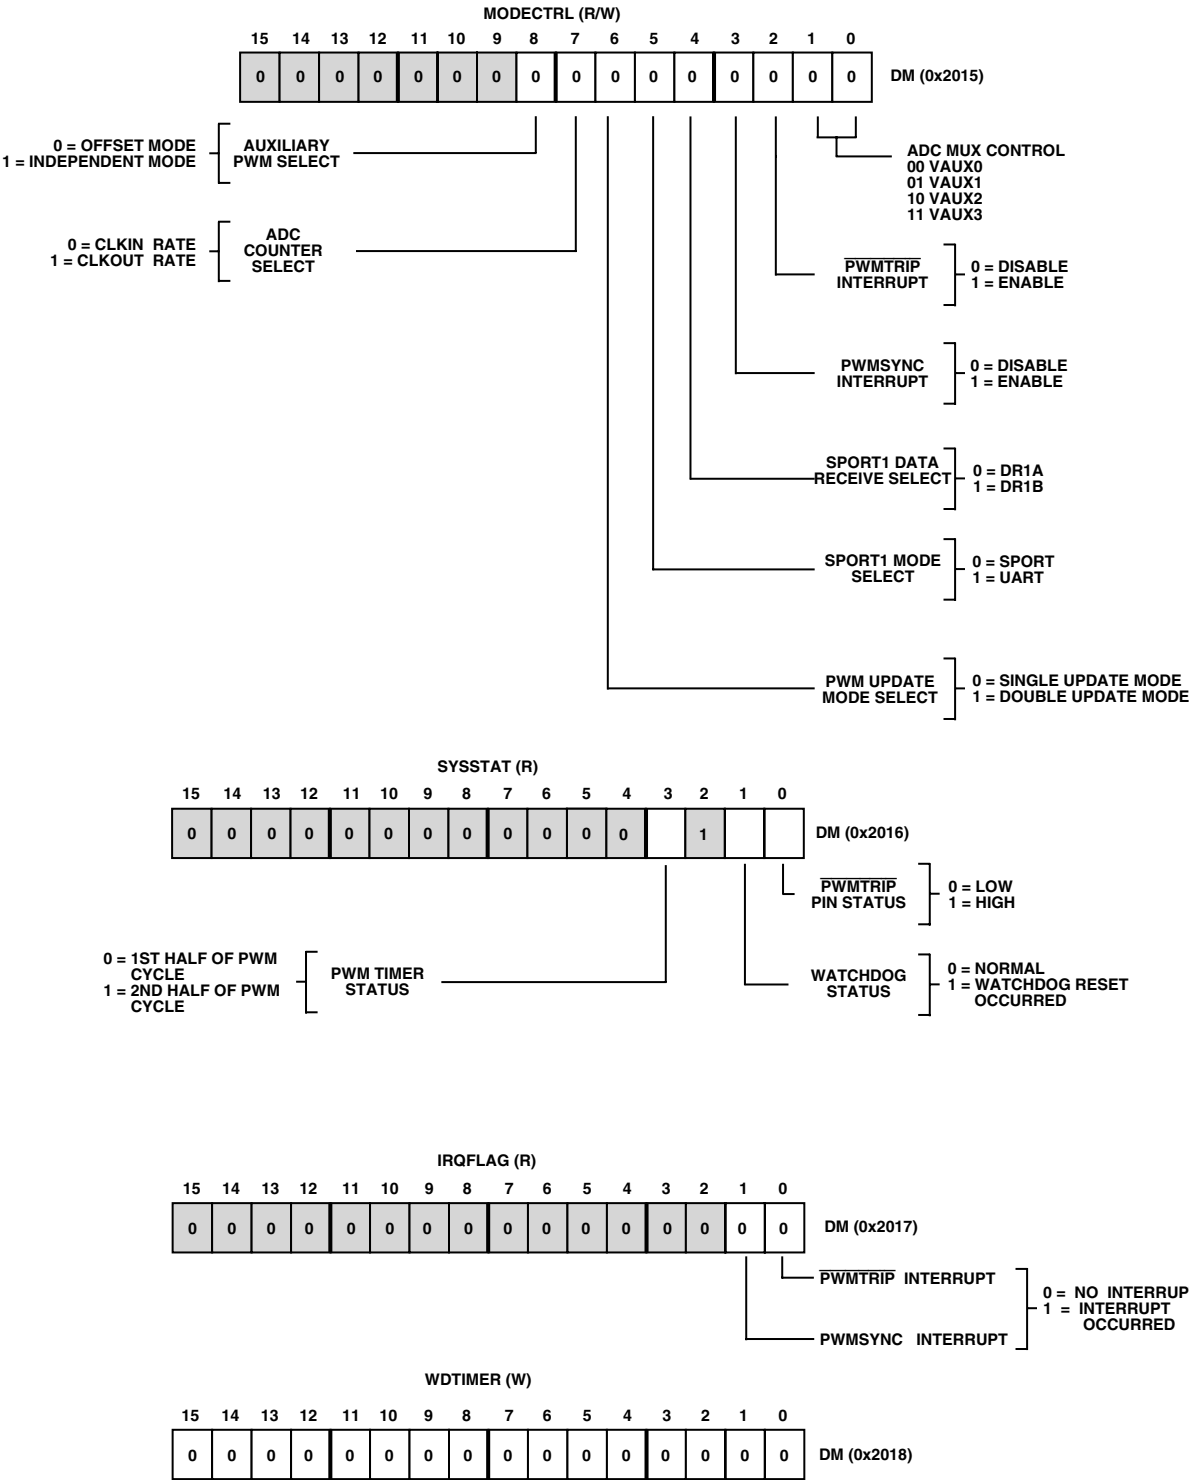 MODECTRL (R/W)
15 14 13 12 11 10 9 8 7 6 5 4 3 2 1 0
0 0 0 0 0 0 0 0 0 0 0 0 0 0 0 0 DM (0x2015)
0 = OFFSET MODE
1 = INDEPENDENT MODE
AUXILIARY
PWM SELECT
ADC MUX CONTROL
00 VAUX0
01 VAUX1
10 VAUX2
11 VAUX3
0 = CLKIN RATE
1 = CLKOUT RATE
ADC
COUNTER
SELECT
PWMTRIP
INTERRUPT
0 = DISABLE
1 = ENABLE
PWMSYNC
INTERRUPT
0 = DISABLE
1 = ENABLE
SPORT1 DATA
RECEIVE SELECT
0 = DR1A
1 = DR1B
SPORT1 MODE
SELECT
0 = SPORT
1 = UART
PWM UPDATE
MODE SELECT
0 = SINGLE UPDATE MODE
1 = DOUBLE UPDATE MODE
SYSSTAT (R)
15 14 13 12 11 10 9 8 7 6 5 4 3 2 1 0
0 0 0 0 0 0 0 0 0 0 0 0 1 DM (0x2016)
PWMTRIP
PIN STATUS
0 = LOW
1 = HIGH
0 = 1ST HALF OF PWM
CYCLE
1 = 2ND HALF OF PWM
CYCLE
PWM TIMER
STATUS
WATCHDOG
STATUS
0 = NORMAL
1 = WATCHDOG RESET
OCCURRED
IRQFLAG (R)
15 14 13 12 11 10 9 8 7 6 5 4 3 2 1 0
0 0 0 0 0 0 0 0 0 0 0 0 0 0 0 0 DM (0x2017)
PWMTRIP INTERRUPT
PWMSYNC INTERRUPT
0 = NO INTERRUP
1 = INTERRUPT
OCCURRED
WDTIMER (W)
15 14 13 12 11 10 9 8 7 6 5 4 3 2 1 0
0 0 0 0 0 0 0 0 0 0 0 0 0 0 0 0 DM (0x2018)